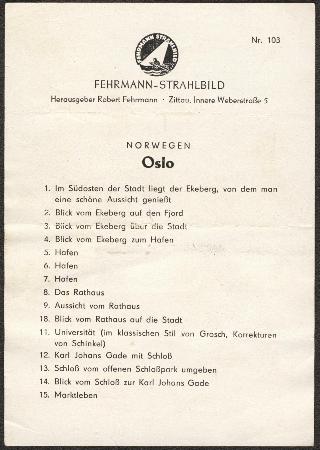 FEHRMANN STRAHLBILD
Nr. 103
FEHRMANN-STRAHLBILD
Herausgeber Robert Fehrmann · Zittau, Innere Weberstraße 5
NORWEGEN
Oslo
1. Im Südosten der Stadt liegt der Ekeberg, von dem man
eine schöne Aussicht genießt
2. Blick vom Ekeberg auf den Fjord
3. Blick vom Ekeberg über die Stadt
4. Blick vom Ekeberg zum Hafen
5. Hafen
6. Hafen
7. Hafen
8. Das Rathaus
9. Aussicht vom Rathaus
10. Blick vom Rathaus auf die Stadt
11. Universität (im klassischen Stil von Grosch, Korrekturen
von Schinkel)
12. Karl Johans Gade mit Schloß
13. Schloß vom offenen Schloßpark umgeben
14. Blick vom Schloß zur Karl Johans Gade
15. Marktleben